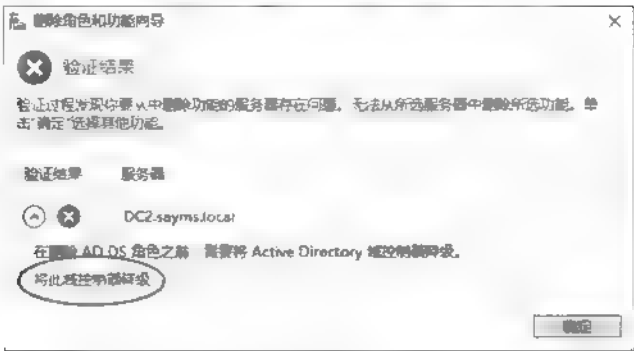 删除角色和功能向导
验证结果
验证过程发现你要从中删除功能的服务器存在问题。无法从所选服务器中删除所选功能。单
击"确定"选择其他功能。
验证结果 服务器
DC2.sayms.local
在删除 AD DS 角色之前，需要将 Active Directory 域控制器降级。
将此域控制器降级
确定